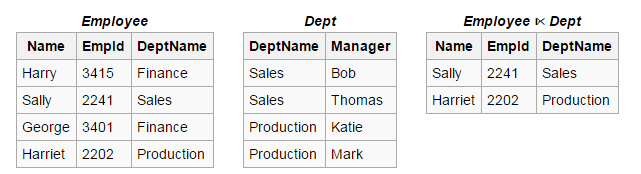 Employee Dept Employee ⋉ Dept
Name EmpId DeptName DeptName Manager Name EmpId DeptName
Harry 3415 Finance Sales Bob Sally 2241 Sales
Sally 2241 Sales Sales Thomas Harriet 2202 Production
George 3401 Finance Production Katie
Harriet 2202 Production Production Mark